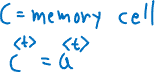 C = memory cell
c^{<t>} = a^{<t>}